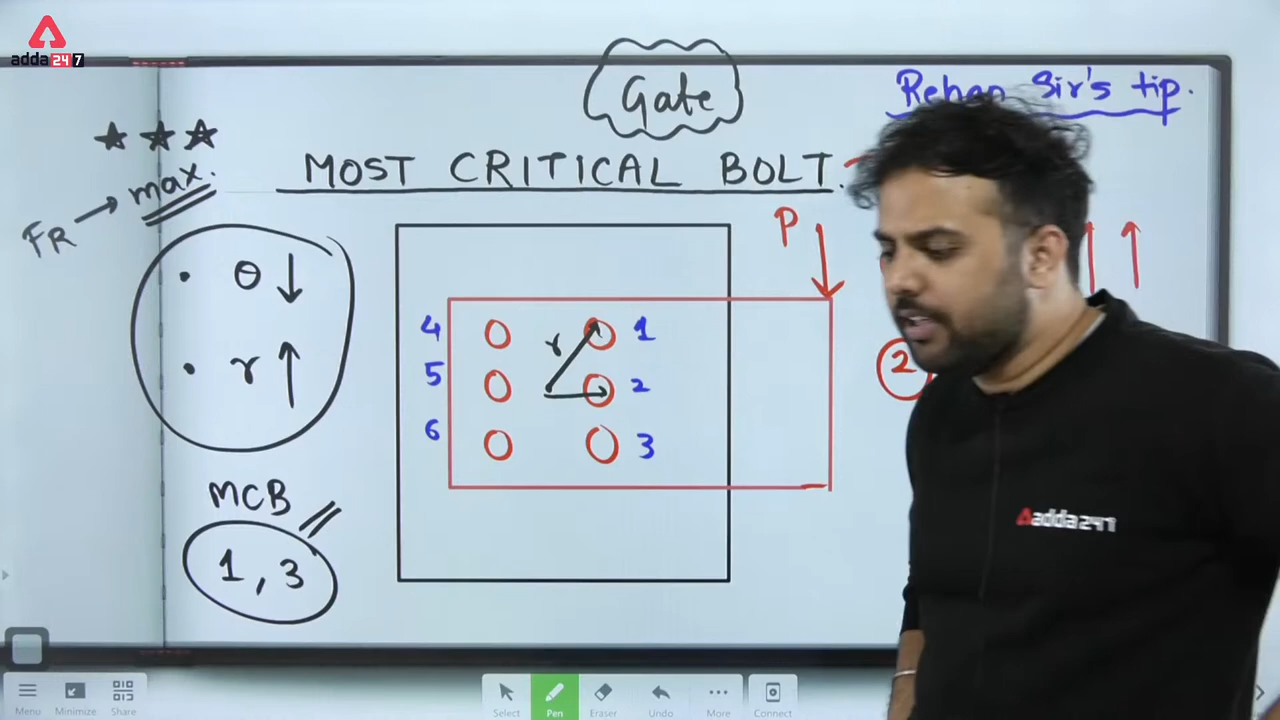 adda247
Gate
Rehan Sir's tip.
MOST CRITICAL BOLT.
FR → max.
θ ↓
r ↑
MCB
1, 3
P
4
5
6
r
1
2
3
2
adda247
Menu
Minimize
Share
Select
Pen
Eraser
Undo
More
Connect